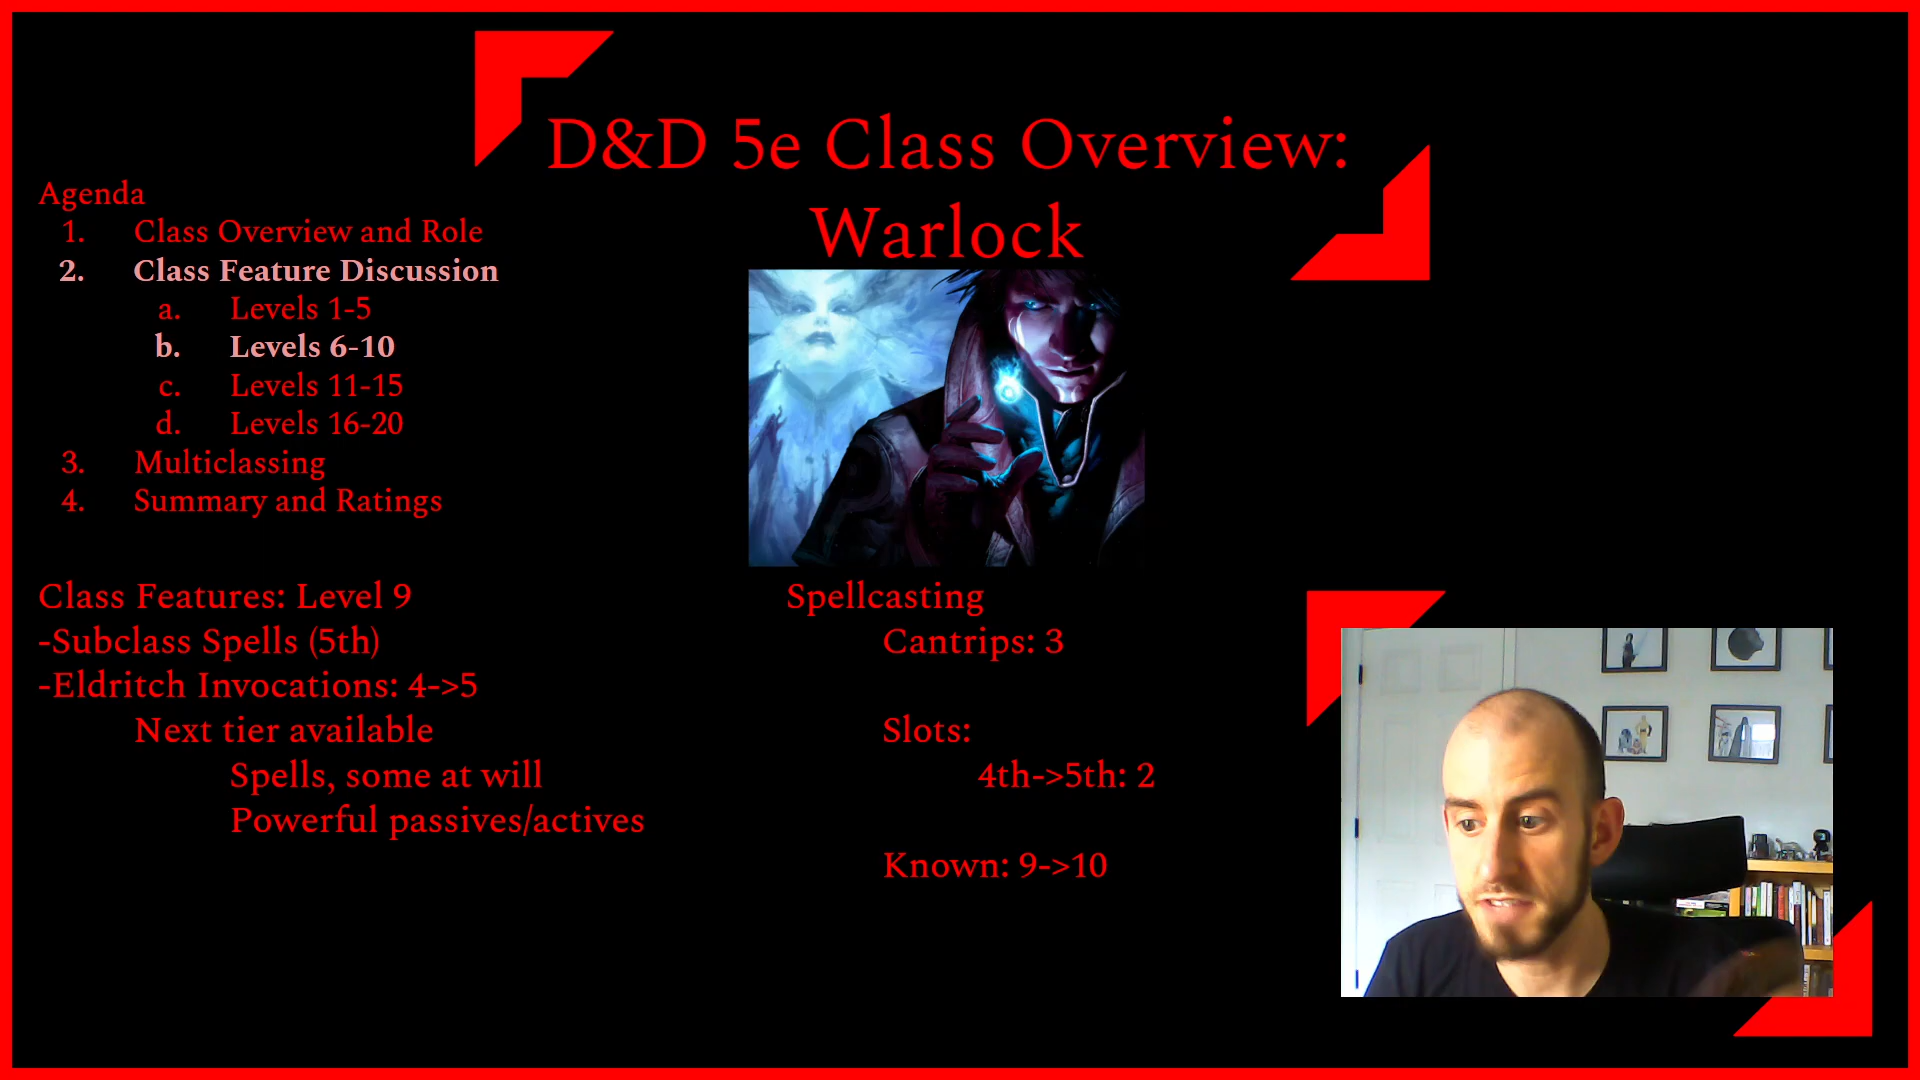 D&D 5e Class Overview:
Warlock
Agenda
1. Class Overview and Role
2. Class Feature Discussion
a. Levels 1-5
b. Levels 6-10
c. Levels 11-15
d. Levels 16-20
3. Multiclassing
4. Summary and Ratings
Class Features: Level 9
-Subclass Spells (5th)
-Eldritch Invocations: 4->5
Next tier available
Spells, some at will
Powerful passives/actives
Spellcasting
Cantrips: 3
Slots:
4th->5th: 2
Known: 9->10